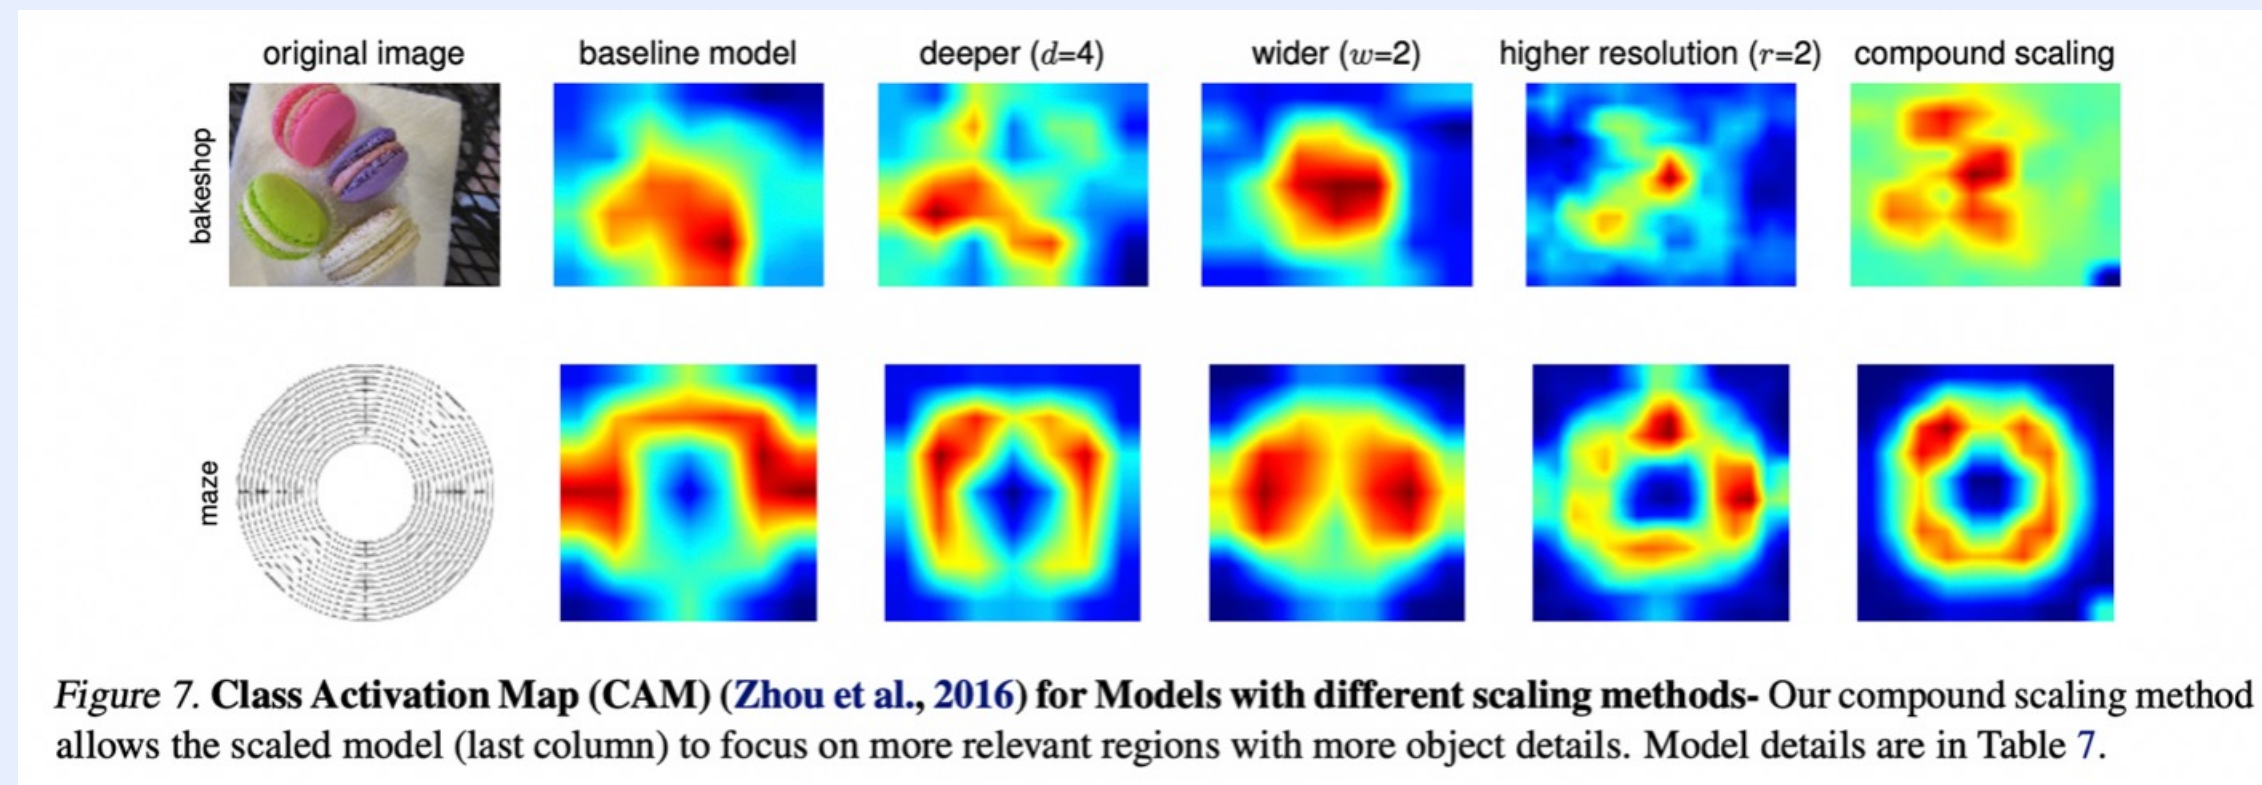 original image baseline model deeper (d=4) wider (w=2) higher resolution (r=2) compound scaling
bakeshop
maze
Figure 7. Class Activation Map (CAM) (Zhou et al., 2016) for Models with different scaling methods- Our compound scaling method
allows the scaled model (last column) to focus on more relevant regions with more object details. Model details are in Table 7.